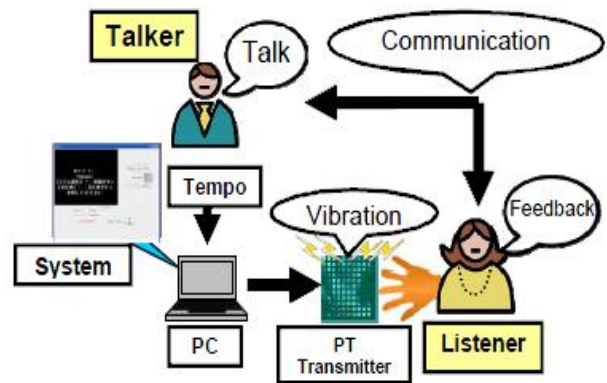 Talker
Talk
Communication
Tempo
Vibration
Feedback
System
PC
PT
Transmitter
Listener